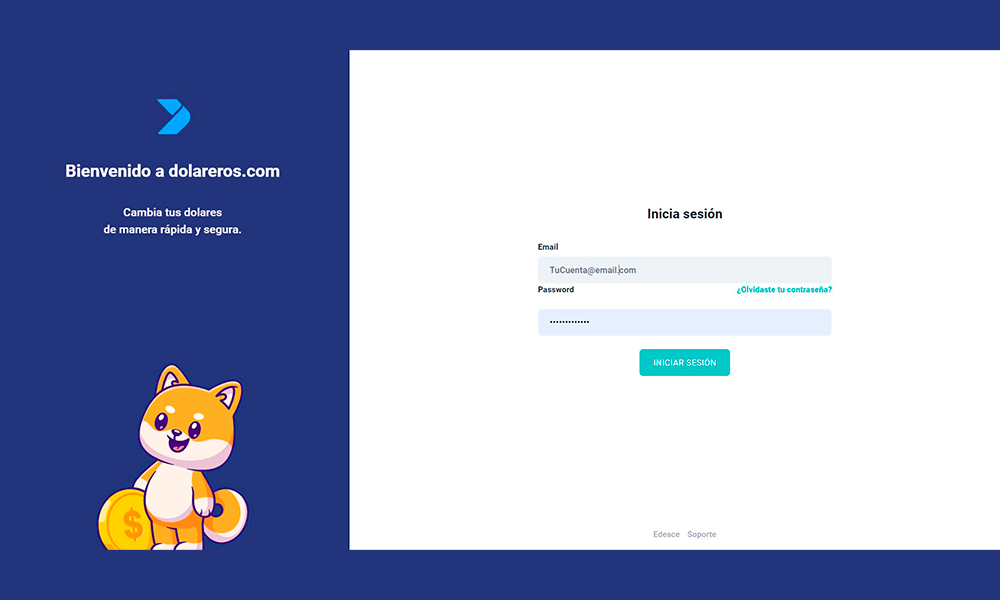 Bienvenido a dolareros.com
Cambia tus dolares
de manera rápida y segura.
$
Inicia sesión
Email
TuCuenta@email.com
Password ¿Olvidaste tu contraseña?
•••••••••••••
INICIAR SESIÓN
Edesce Soporte